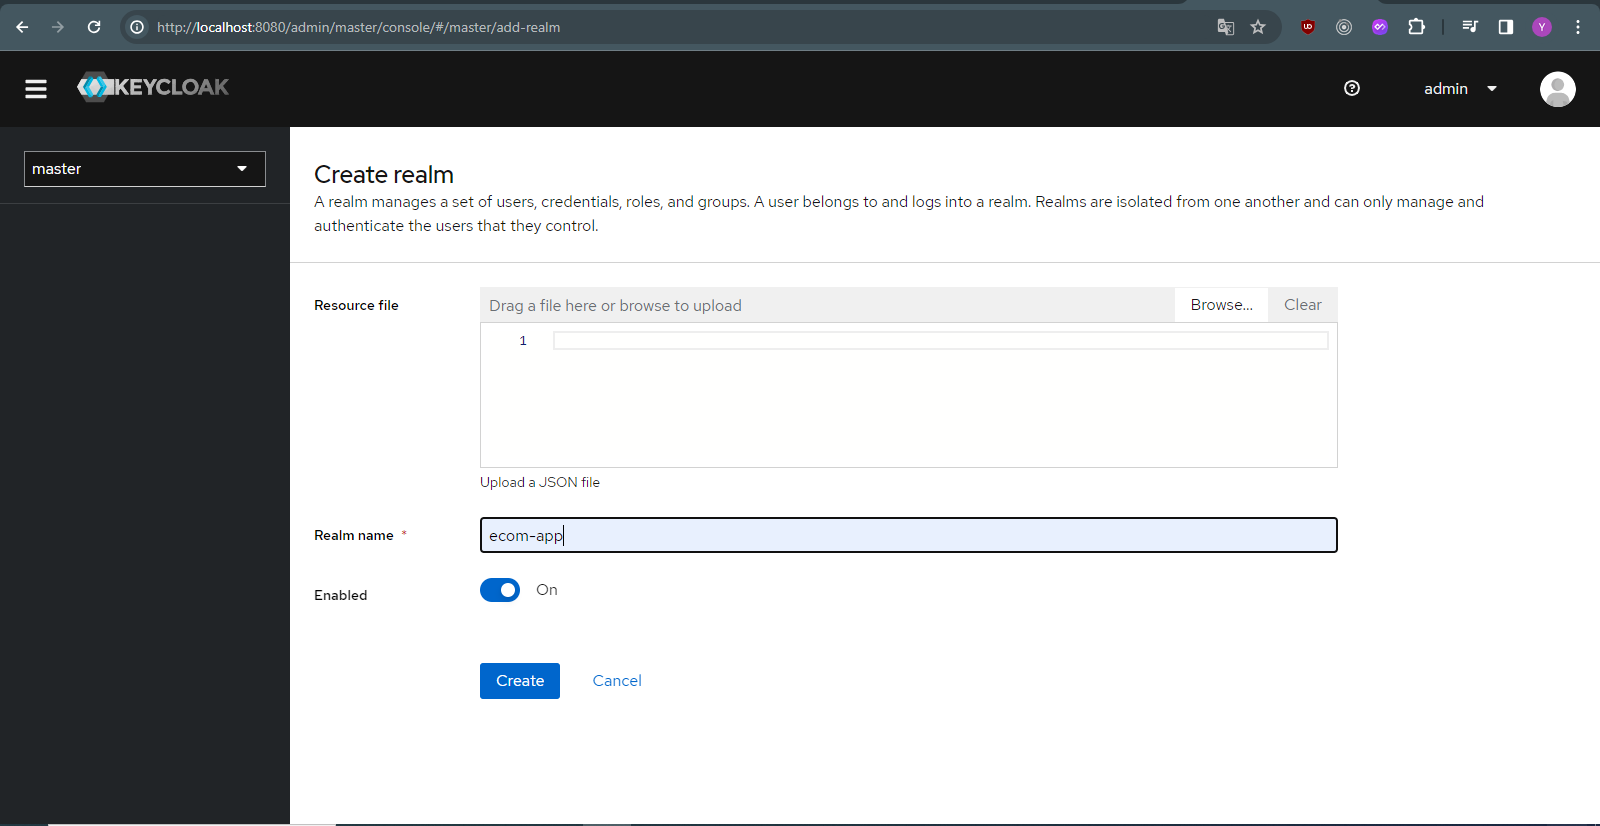 http://localhost:8080/admin/master/console/#/master/add-realm
UD
Y
KEYCLOAK
admin
master
Create realm
A realm manages a set of users, credentials, roles, and groups. A user belongs to and logs into a realm. Realms are isolated from one another and can only manage and
authenticate the users that they control.
Resource file
Drag a file here or browse to upload
Browse...
Clear
1
Upload a JSON file
Realm name *
ecom-app
Enabled
On
Create
Cancel